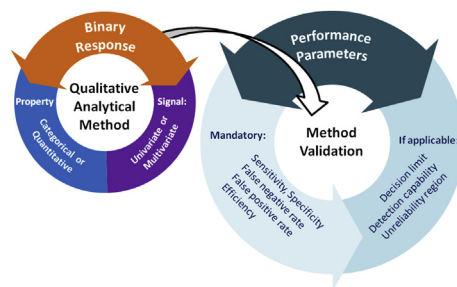 Binary
Response
Qualitative
Analytical
Method
Property
Categorical or
Quantitative
Signal:
Univariate or
Multivariate
Performance
Parameters
Method
Validation
Mandatory:
Sensitivity, Specificity
False negative rate
False positive rate
Efficiency
If applicable:
Decision limit
Detection capability
Unreliability region